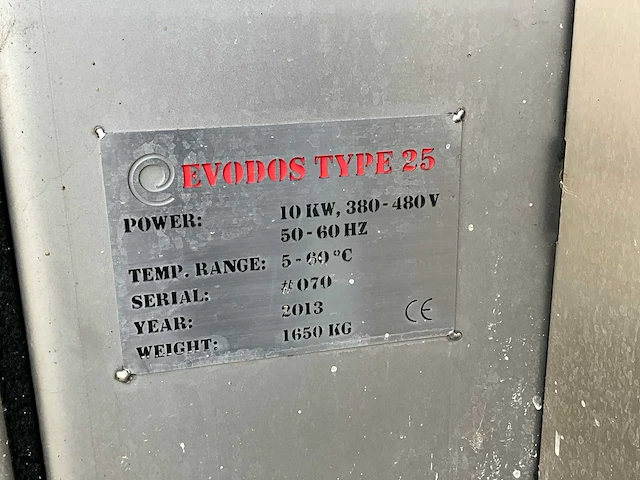 EVODOS TYPE 25
POWER: 10 KW, 380-480 V
50-60 HZ
TEMP. RANGE: 5-60 °C
SERIAL: #070
YEAR: 2013
WEIGHT: 1650 KG
CE